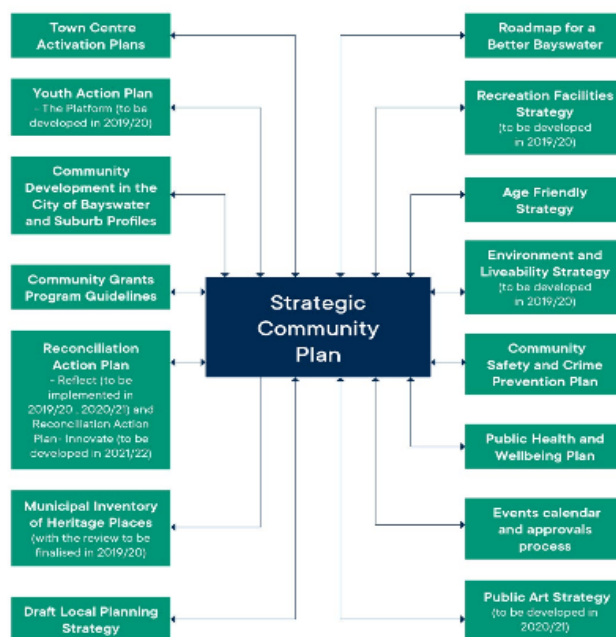 Town Centre
Activation Plans
Youth Action Plan
- The Platform (to be
developed in 2019/20)
Community
Development in the
City of Bayswater
and Suburb Profiles
Community Grants
Program Guidelines
Reconciliation
Action Plan
- Reflect (to be
implemented in
2019/20 , 2020/21) and
Reconciliation Action
Plan- Innovate (to be
developed in 2021/22)
Municipal Inventory
of Heritage Places
(with the review to be
finalised in 2019/20)
Draft Local Planning
Strategy
Strategic
Community
Plan
Roadmap for a
Better Bayswater
Recreation Facilities
Strategy
(to be developed
in 2019/20)
Age Friendly
Strategy
Environment and
Liveability Strategy
(to be developed
in 2019/20)
Community
Safety and Crime
Prevention Plan
Public Health and
Wellbeing Plan
Events calendar
and approvals
process
Public Art Strategy
(to be developed in
2020/21)